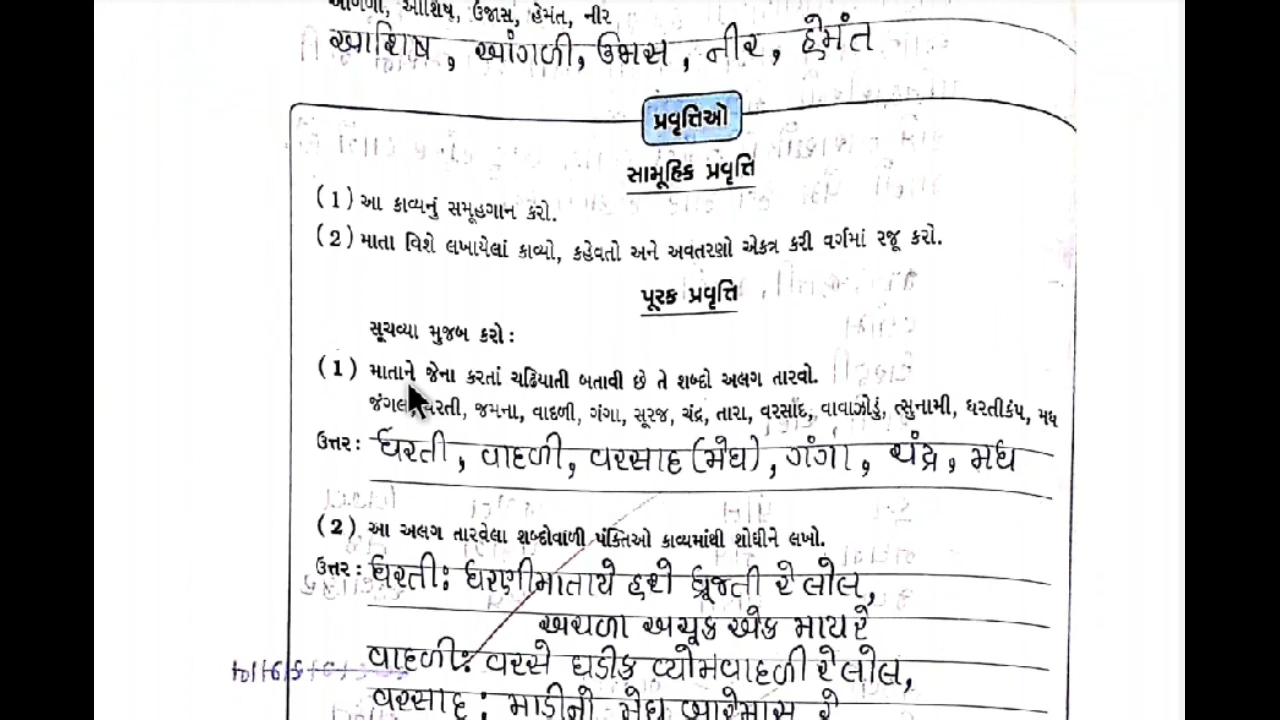 આંગળી, આશિષ, ઉજાસ, હેમંત, નીર
આશિષ, આંગળી, ઉજાસ, નીર, હેમંત
પ્રવૃત્તિઓ
સામૂહિક પ્રવૃત્તિ
(1) આ કાવ્યનું સમૂહગાન કરો.
(2) માતા વિશે લખાયેલાં કાવ્યો, કહેવતો અને અવતરણો એકત્ર કરી વર્ગમાં રજૂ કરો.
પૂરક પ્રવૃત્તિ
સૂચવ્યા મુજબ કરો :
(1) માતાને જેના કરતાં ચઢિયાતી બતાવી છે તે શબ્દો અલગ તારવો.
જંગલ, ધરતી, જમના, વાદળી, ગંગા, સૂરજ, ચંદ્ર, તારા, વરસાદ, વાવાઝોડું, ત્સુનામી, ધરતીકંપ, મધ
ઉત્તર : ધરતી, વાદળી, વરસાદ (મેઘ), ગંગા, ચંદ્ર, મધ
(2) આ અલગ તારવેલા શબ્દોવાળી પંક્તિઓ કાવ્યમાંથી શોધીને લખો.
ઉત્તર : ધરતી: ધરણીમાતાયે હશે ધ્રૂજતી રે લોલ,
અચળા અચૂક એક માય રે
વાદળી: વરસે ઘડીક વ્યોમવાદળી રે લોલ,
વરસાદ : માડીનો મેઘ બારેમાસ રે